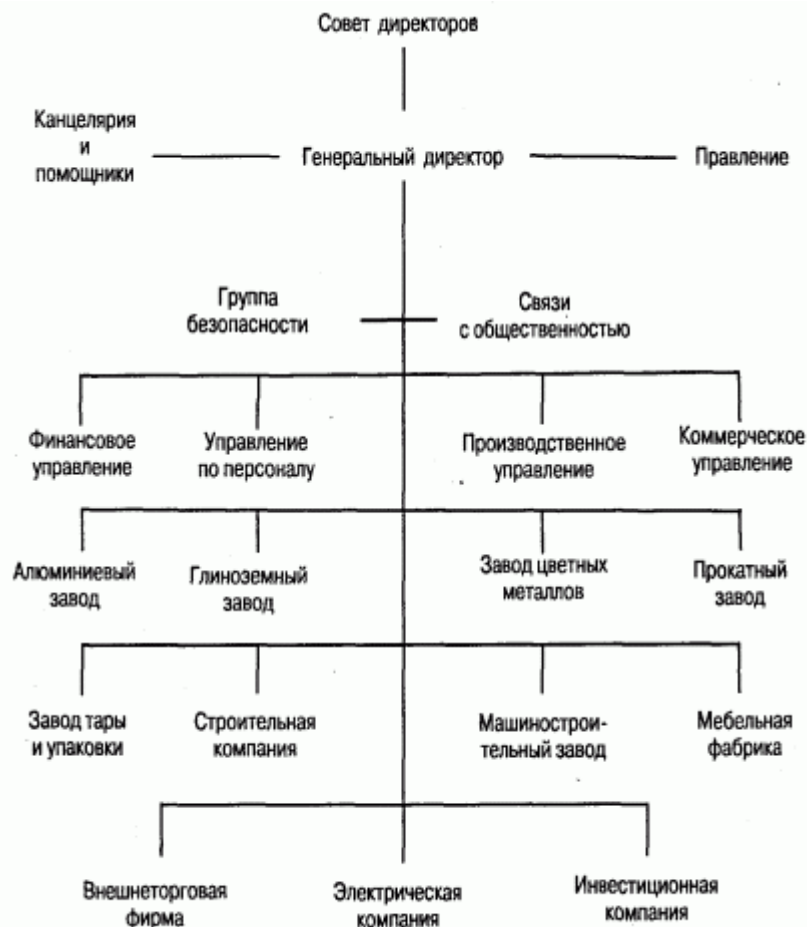 Совет директоров
Канцелярия
и
помощники
Генеральный директор
Правление
Группа
безопасности
Связи
с общественностью
Финансовое
управление
Управление
по персоналу
Производственное
управление
Коммерческое
управление
Алюминиевый
завод
Глиноземный
завод
Завод цветных
металлов
Прокатный
завод
Завод тары
и упаковки
Строительная
компания
Машинострои-
тельный завод
Мебельная
фабрика
Внешнеторговая
фирма
Электрическая
компания
Инвестиционная
компания